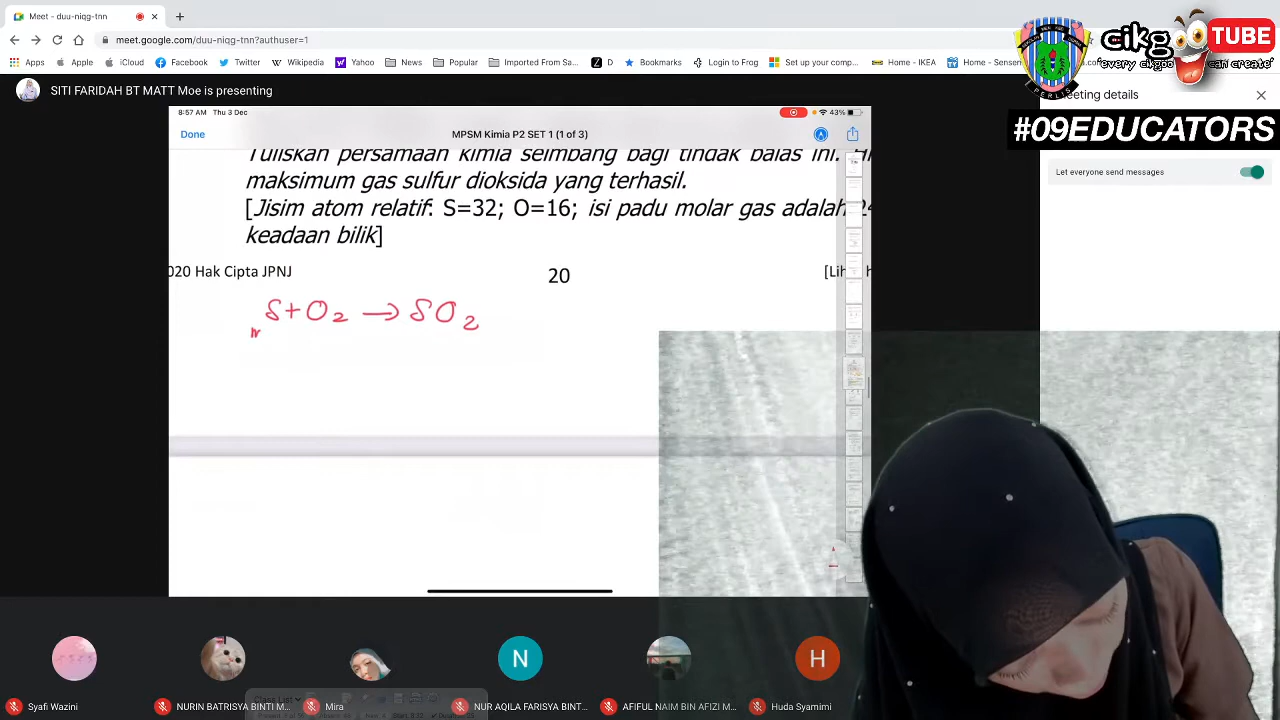 Meet - duu-niqg-tnn
meet.google.com/duu-niqg-tnn?authuser=1
Apps Apple iCloud Facebook Twitter Wikipedia Yahoo News Popular Imported From Sa... Z D Bookmarks Login to Frog Set up your comp... Home - IKEA Home - Sensen
cikgoo TUBE
"every cikgoo can create"
PERLIS
#09EDUCATORS
SITI FARIDAH BT MATT Moe is presenting
eeting details
Let everyone send messages
8:57 AM Thu 3 Dec
43%
Done
MPSM Kimia P2 SET 1 (1 of 3)
Tuliskan persamaan kimia seimbang bagi tindak balas ini.
maksimum gas sulfur dioksida yang terhasil.
[Jisim atom relatif: S=32; O=16; isi padu molar gas adalah
keadaan bilik]
020 Hak Cipta JPNJ
20
S + O2 → SO2
N
H
Syafi Wazini
NURIN BATRISYA BINTI M...
Mira
NUR AQILA FARISYA BINT...
AFIFUL NAIM BIN AFIZI M...
Huda Syamimi